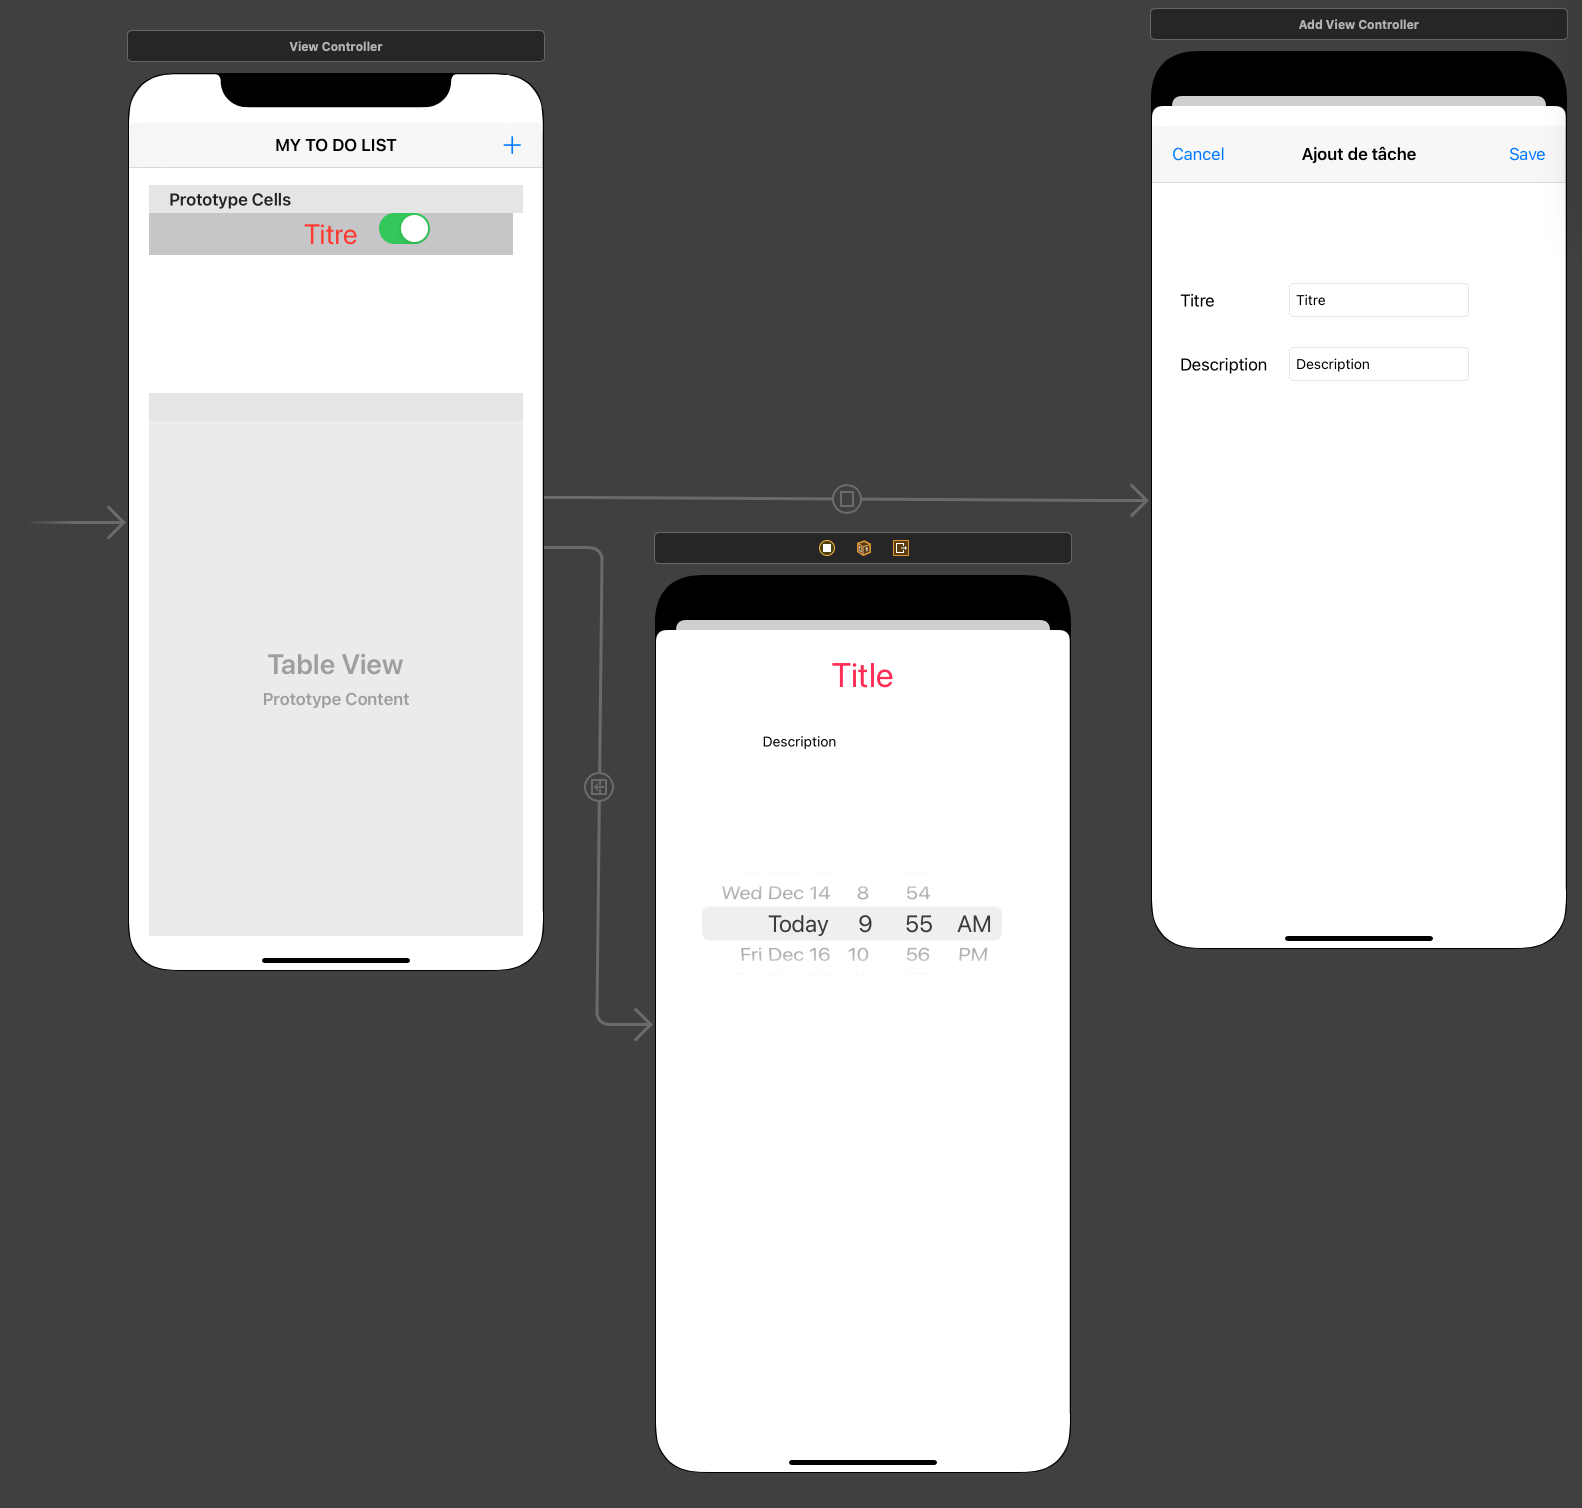 View Controller
MY TO DO LIST
Prototype Cells
Titre
Table View
Prototype Content
Add View Controller
Cancel Ajout de tâche Save
Titre Titre
Description Description
Title
Description
Wed Dec 14 8 54
Today 9 55 AM
Fri Dec 16 10 56 PM